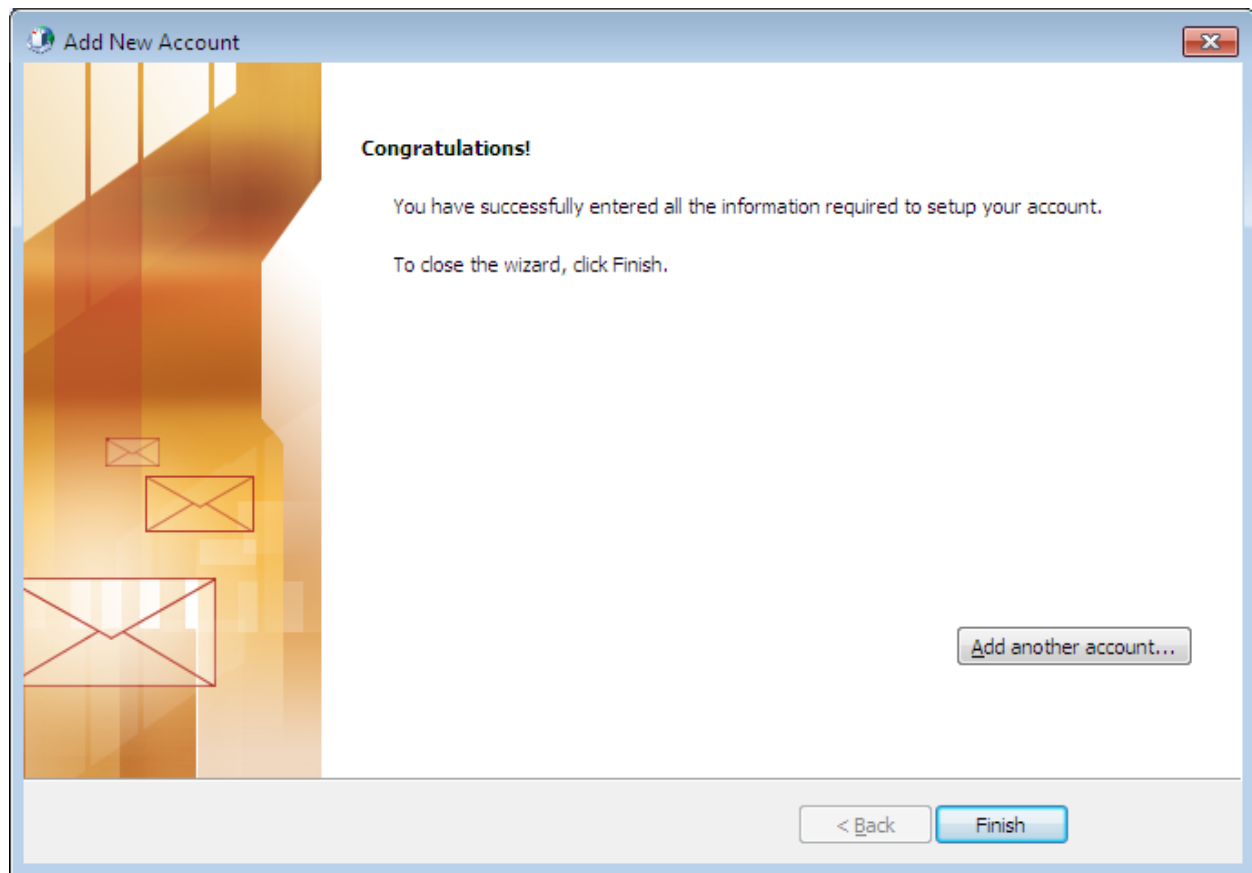 Add New Account
Congratulations!
You have successfully entered all the information required to setup your account.
To close the wizard, click Finish.
Add another account...
< Back
Finish